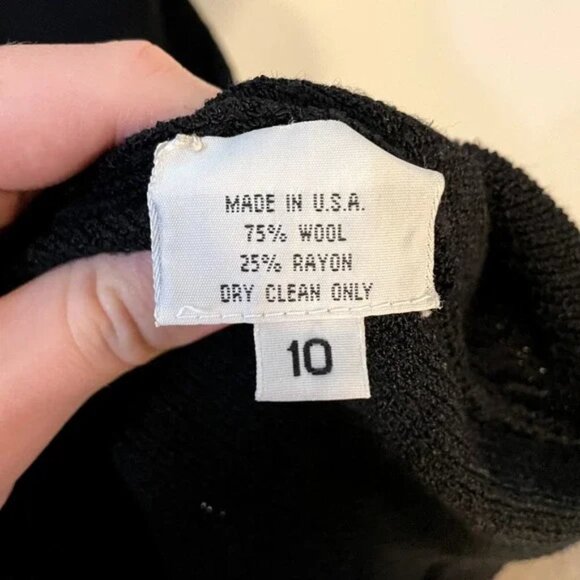 MADE IN U.S.A.
75% WOOL
25% RAYON
DRY CLEAN ONLY
10